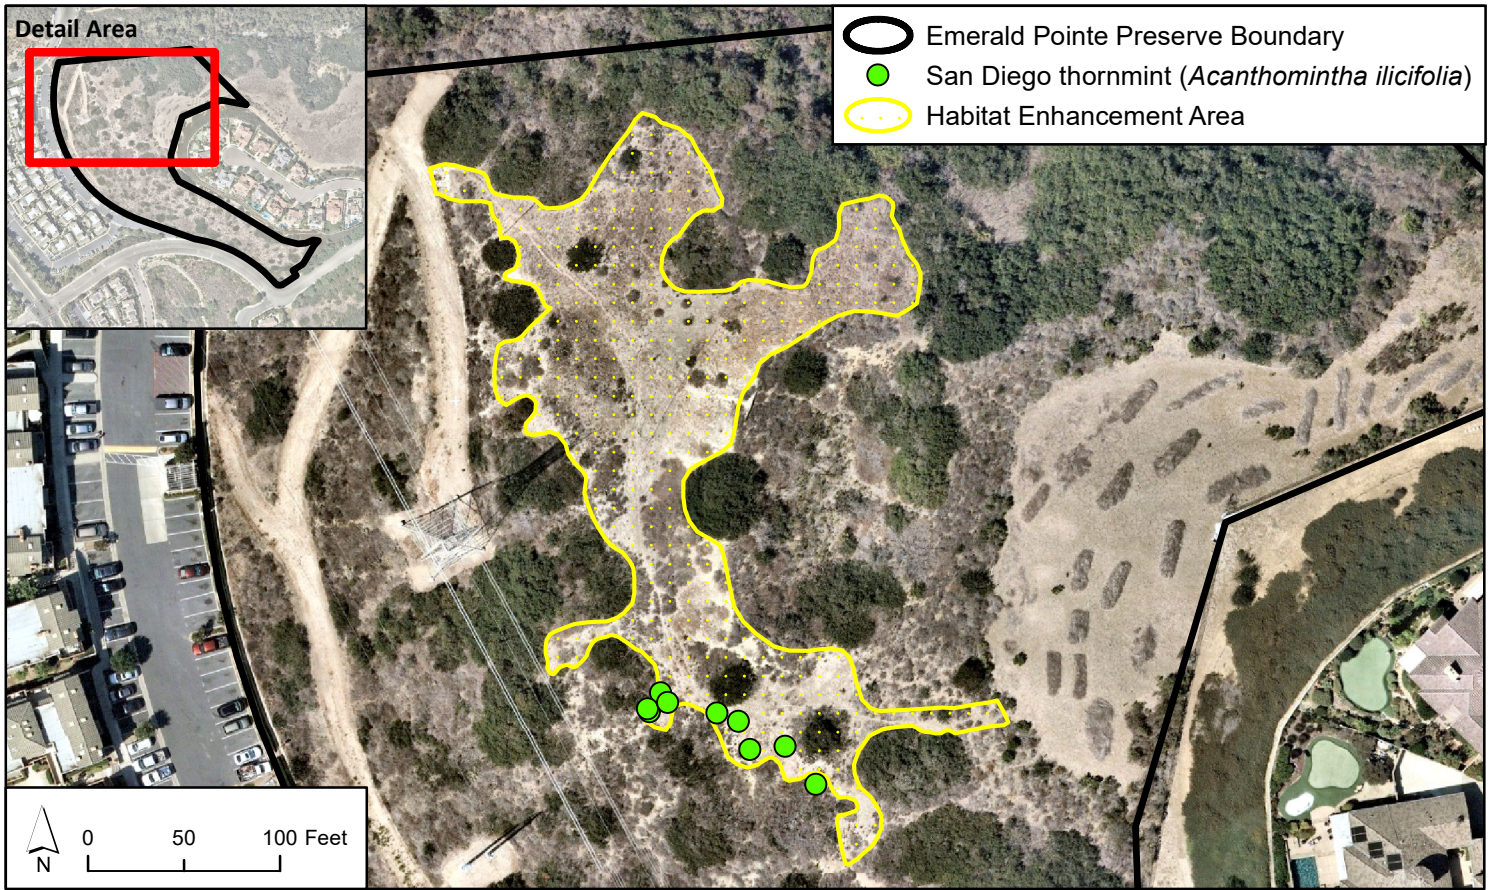 Detail Area
Emerald Pointe Preserve Boundary
San Diego thornmint (Acanthomintha ilicifolia)
Habitat Enhancement Area
N
0 50 100 Feet